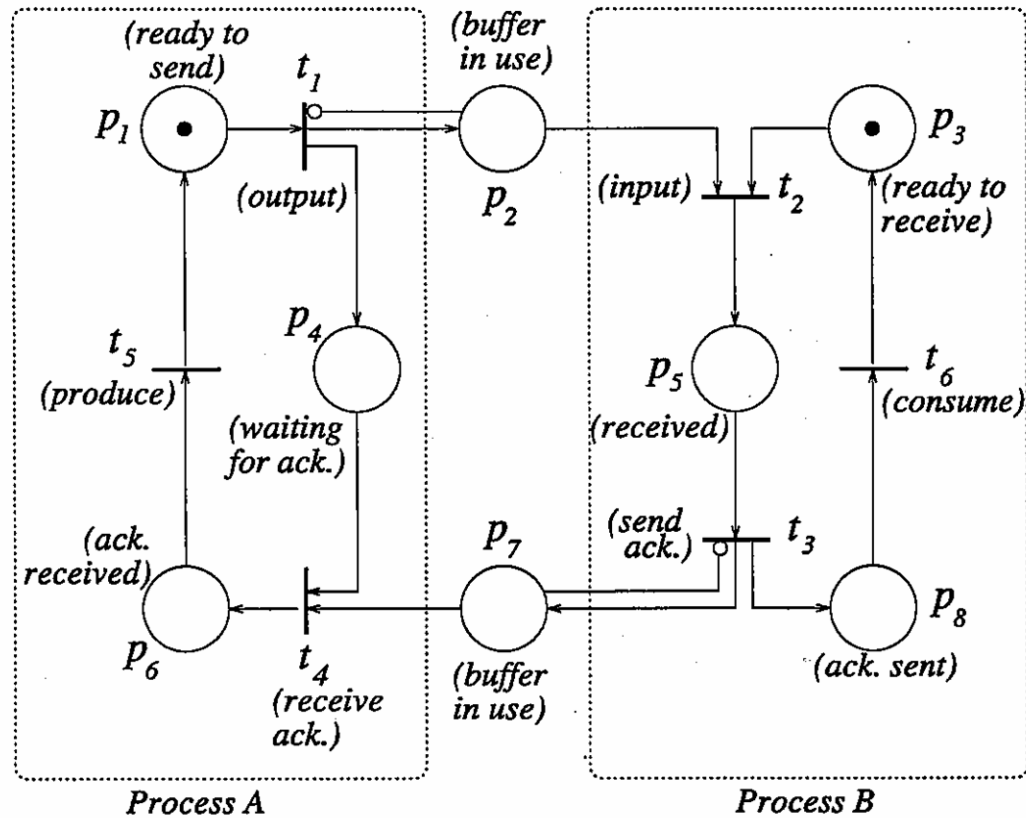 (ready to
send)
t1
(buffer
in use)
p1
p3
(output)
p2
(input)
t2
(ready to
receive)
p4
t5
p5
t6
(produce)
(consume)
(waiting
for ack.)
(received)
(ack.
received)
p7
(send
ack.)
t3
p6
p8
t4
(receive
ack.)
(buffer
in use)
(ack. sent)
Process A
Process B